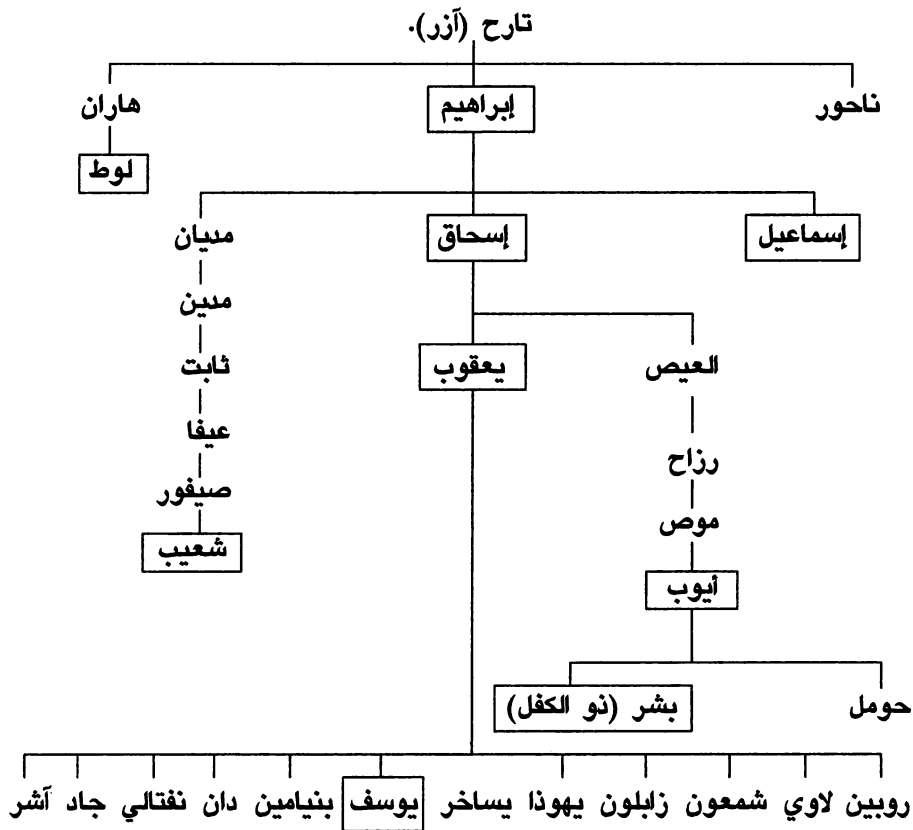 تارح (آزر).
ناحور إبراهيم هاران
لوط
إسماعيل إسحاق مديان
مدين
العيص يعقوب ثابت
عيفا
رزاح
صيفور
موص
شعيب
أيوب
حومل بشر (ذو الكفل)
روبين لاوي شمعون زابلون يهوذا يساخر يوسف بنيامين دان نفتالي جاد آشر